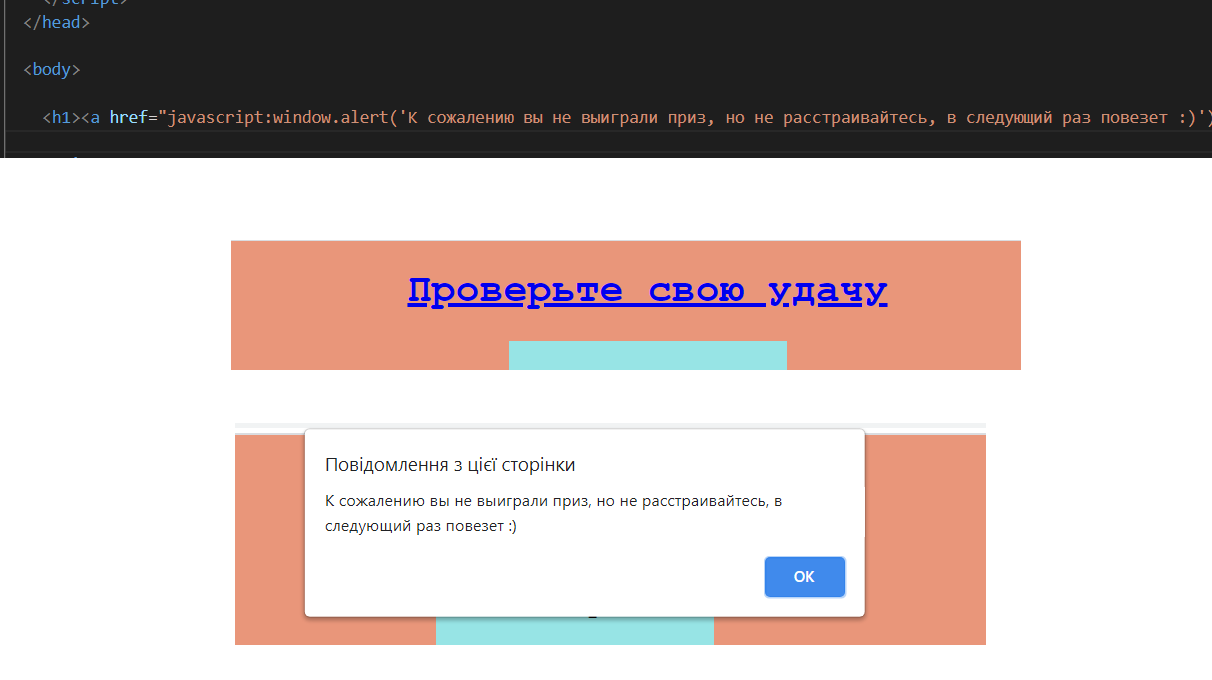 </script>
</head>
<body>
<h1><a href="javascript:window.alert('К сожалению вы не выиграли приз, но не расстраивайтесь, в следующий раз повезет :)')
Проверьте свою удачу
Повідомлення з цієї сторінки
К сожалению вы не выиграли приз, но не расстраивайтесь, в
следующий раз повезет :)
ОК